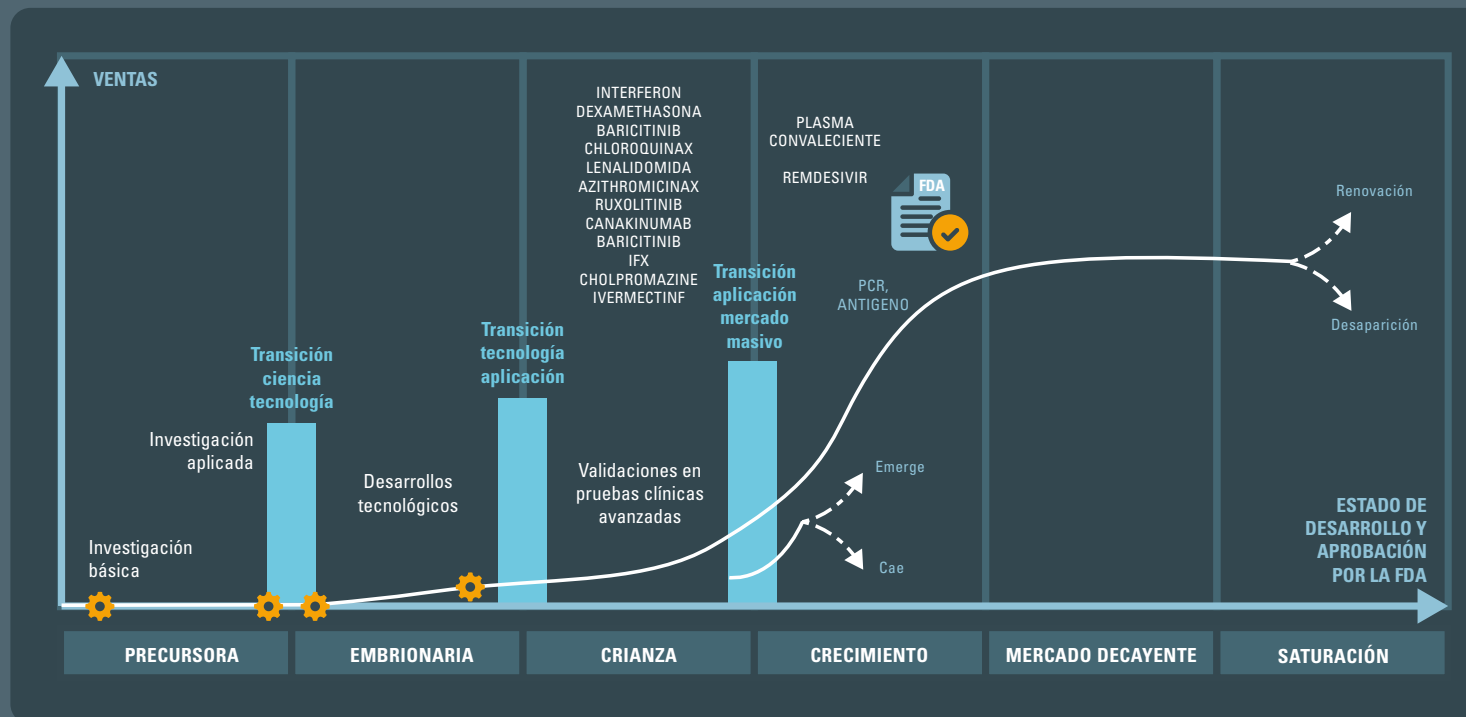 VENTAS
INTERFERON
DEXAMETHASONA
BARICITINIB
CHLOROQUINAX
LENALIDOMIDA
AZITHROMICINAX
RUXOLITINIB
CANAKINUMAB
BARICITINIB
IFX
CHOLPROMAZINE
IVERMECTINF
PLASMA
CONVALECIENTE
REMDESIVIR
FDA
Renovación
Desaparición
PCR,
ANTIGENO
Transición
aplicación
mercado
masivo
Transición
tecnología
aplicación
Transición
ciencia
tecnología
Investigación
aplicada
Desarrollos
tecnológicos
Validaciones en
pruebas clínicas
avanzadas
Emerge
Cae
Investigación
básica
ESTADO DE
DESARROLLO Y
APROBACIÓN
POR LA FDA
PRECURSORA
EMBRIONARIA
CRIANZA
CRECIMIENTO
MERCADO DECAYENTE
SATURACIÓN